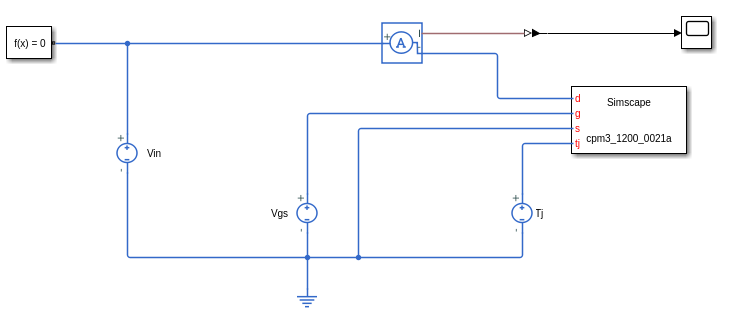 f(x) = 0
+
A
I
-
d
Simscape
g
s
cpm3_1200_0021a
tj
+
Vin
-
+
Vgs
-
+
Tj
-